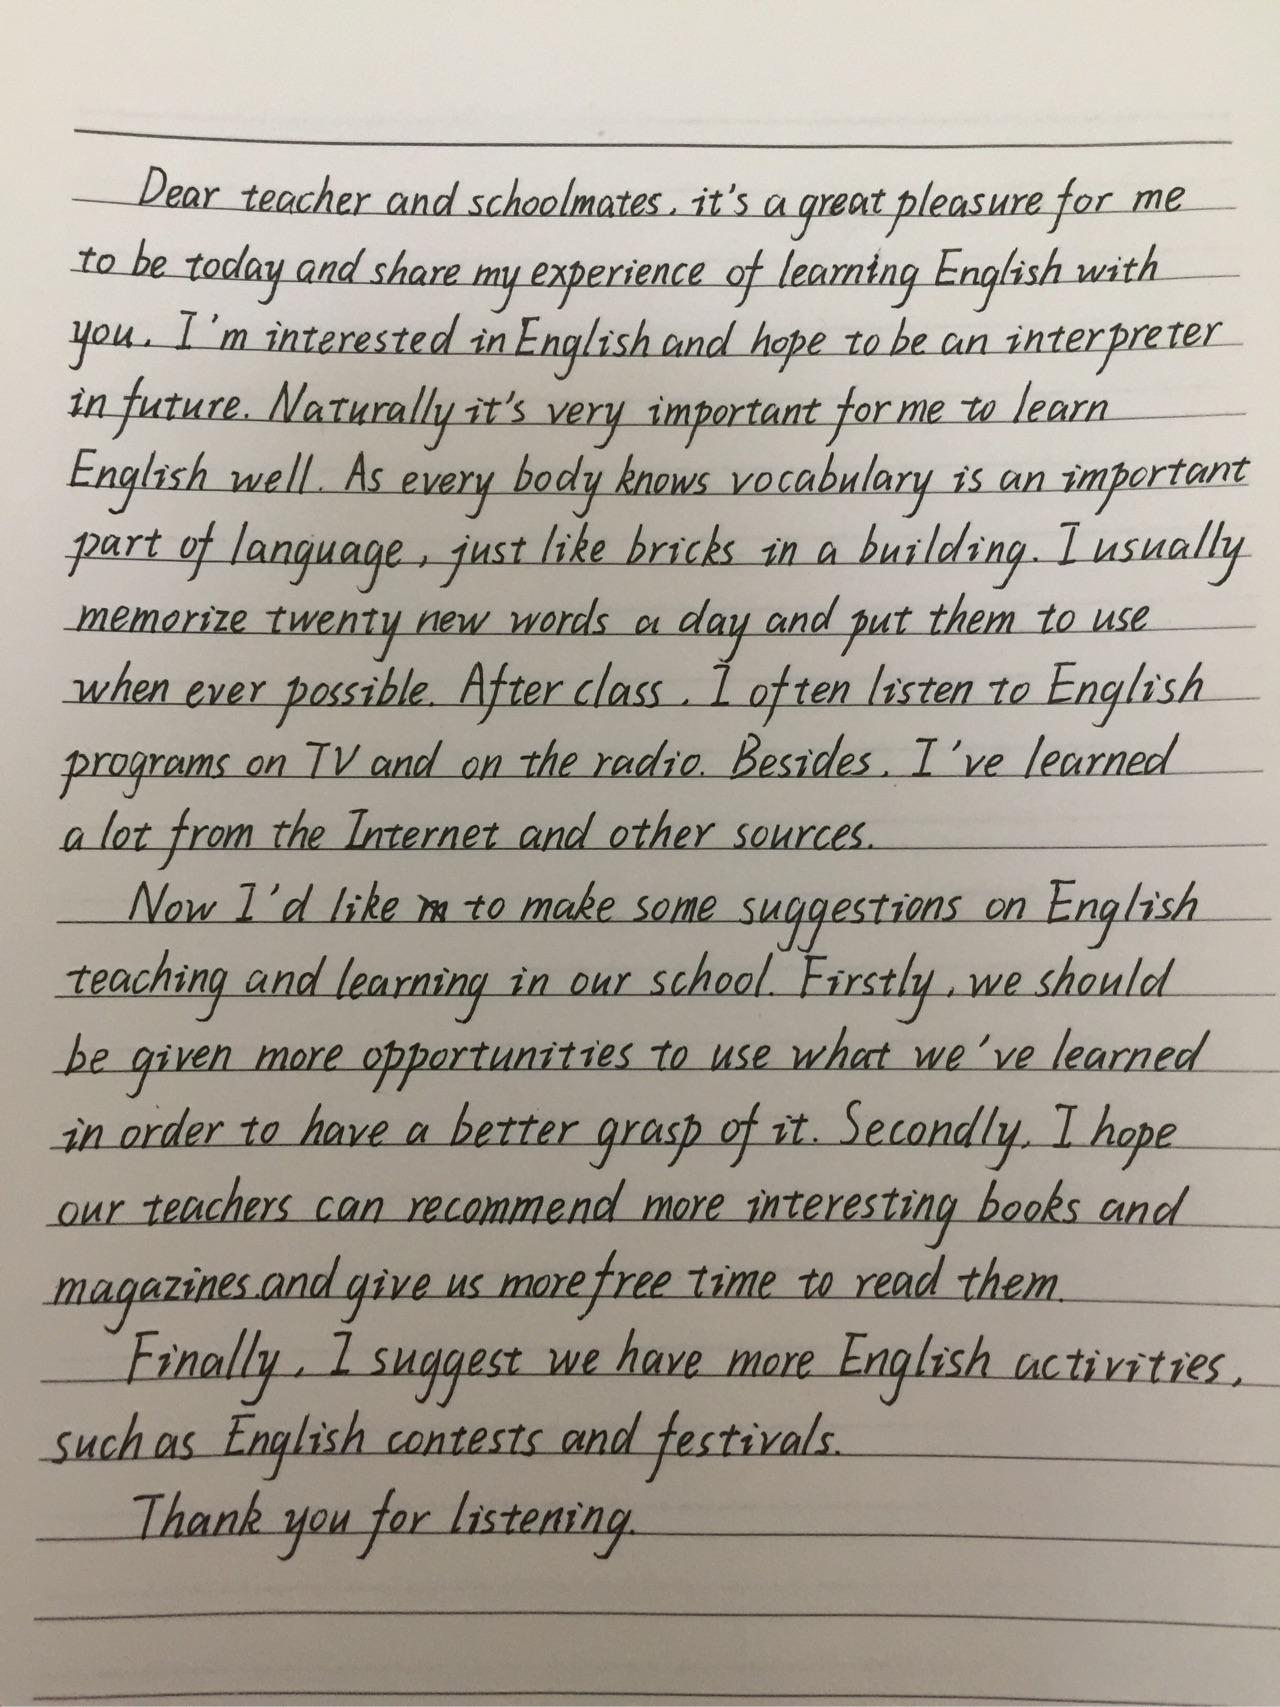 Dear teacher and schoolmates, it's a great pleasure for me
to be today and share my experience of learning English with
you. I'm interested in English and hope to be an interpreter
in future. Naturally it's very important for me to learn
English well. As every body knows vocabulary is an important
part of language, just like bricks in a building. I usually
memorize twenty new words a day and put them to use
when ever possible. After class, I often listen to English
programs on TV and on the radio. Besides, I've learned
a lot from the Internet and other sources.
Now I'd like to make some suggestions on English
teaching and learning in our school. Firstly, we should
be given more opportunities to use what we've learned
in order to have a better grasp of it. Secondly, I hope
our teachers can recommend more interesting books and
magazines.and give us more free time to read them.
Finally, I suggest we have more English activities,
such as English contests and festivals.
Thank you for listening.